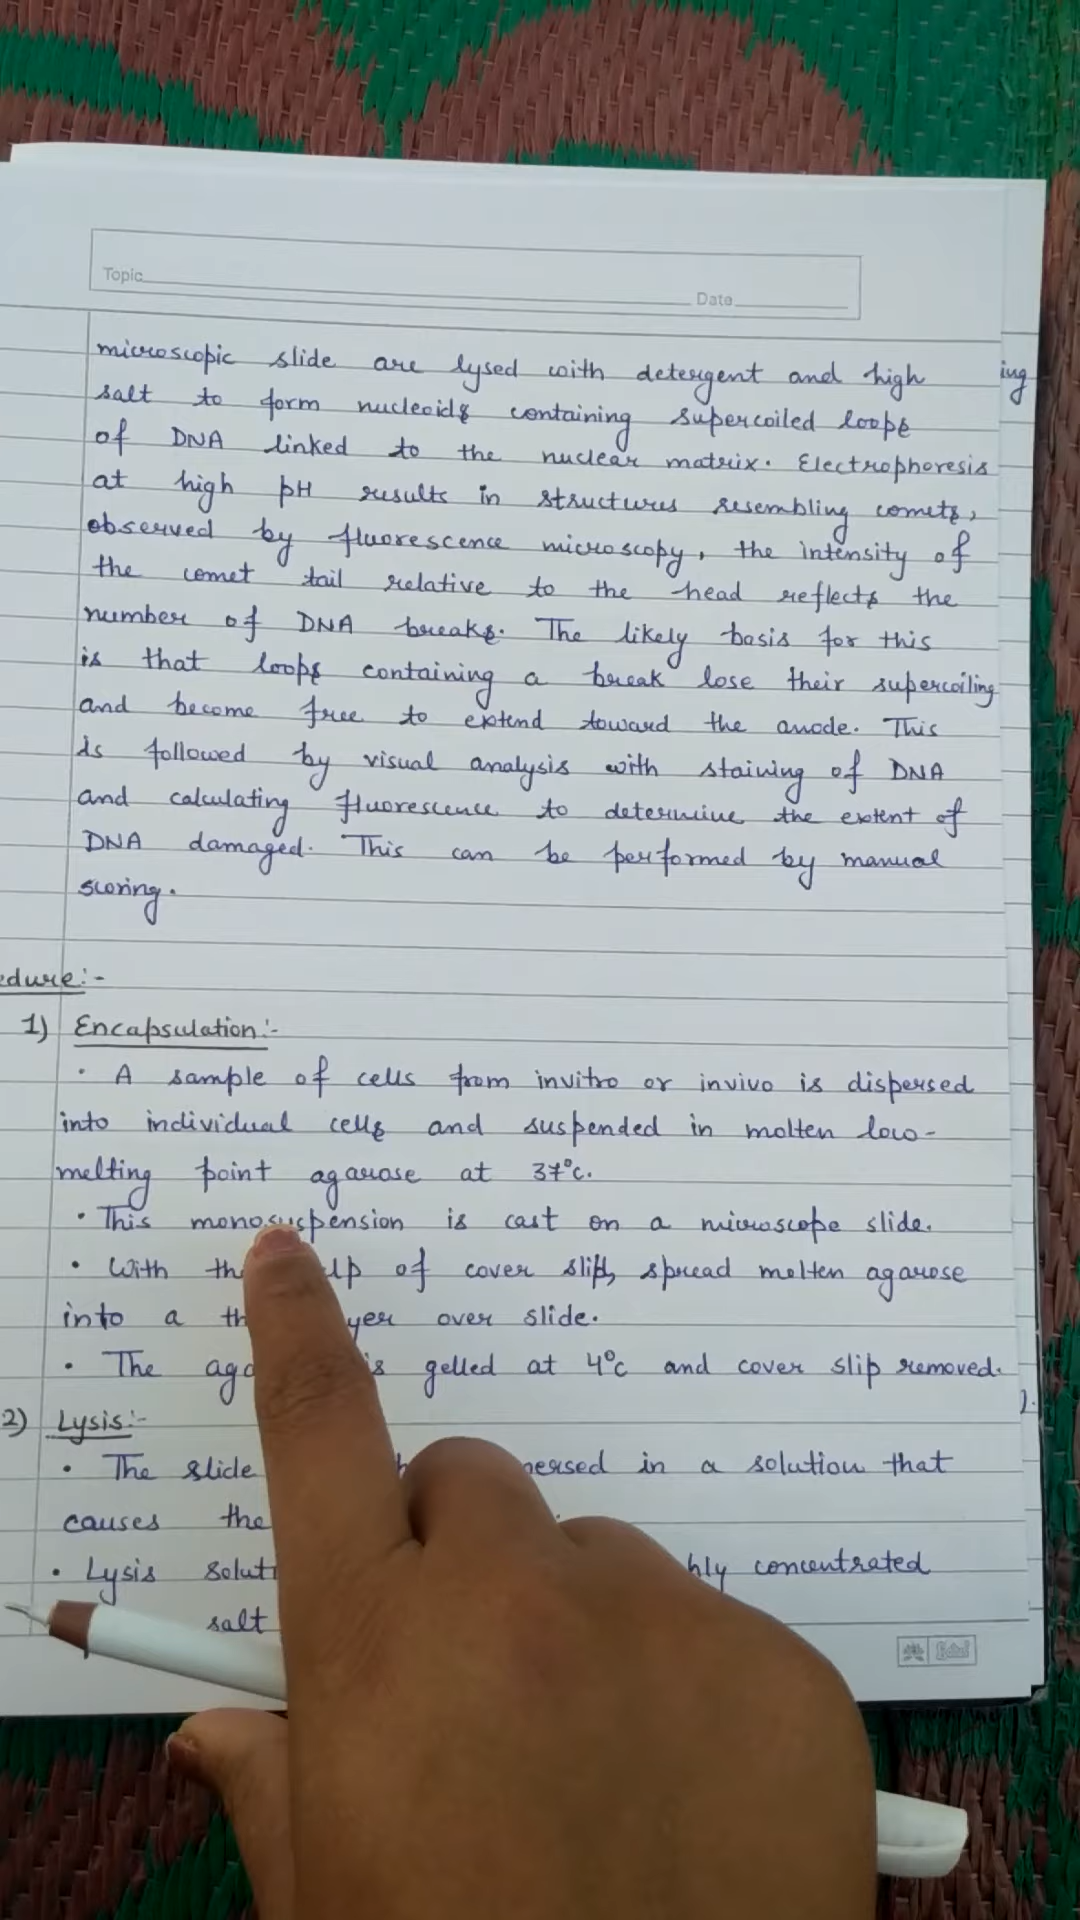 Topic
Date
microscopic slide are lysed with detergent and high
ing
salt to form nucleoids containing supercoiled loops
of DNA linked to the nuclear matrix. Electrophoresis
at high pH results in structures resembling comets,
observed by fluorescence microscopy, the intensity of
the comet tail relative to the head reflects the
number of DNA breaks. The likely basis for this
is that loops containing a break lose their supercoiling
and become free to extend toward the anode. This
is followed by visual analysis with staining of DNA
and calculating fluorescence to determine the extent of
DNA damaged. This can be performed by manual
scoring.
edure:-
1) Encapsulation:-
· A sample of cells from invitro or invivo is dispersed
into individual cells and suspended in molten low-
melting point agarose at 37°c.
· This monosuspension is cast on a microscope slide.
· With of cover slip, spread molten agarose
into a over slide.
· The is gelled at 4°c and cover slip removed.
2) Lysis:-
· The slide in a solution that
causes the
· Lysis concentrated
salt